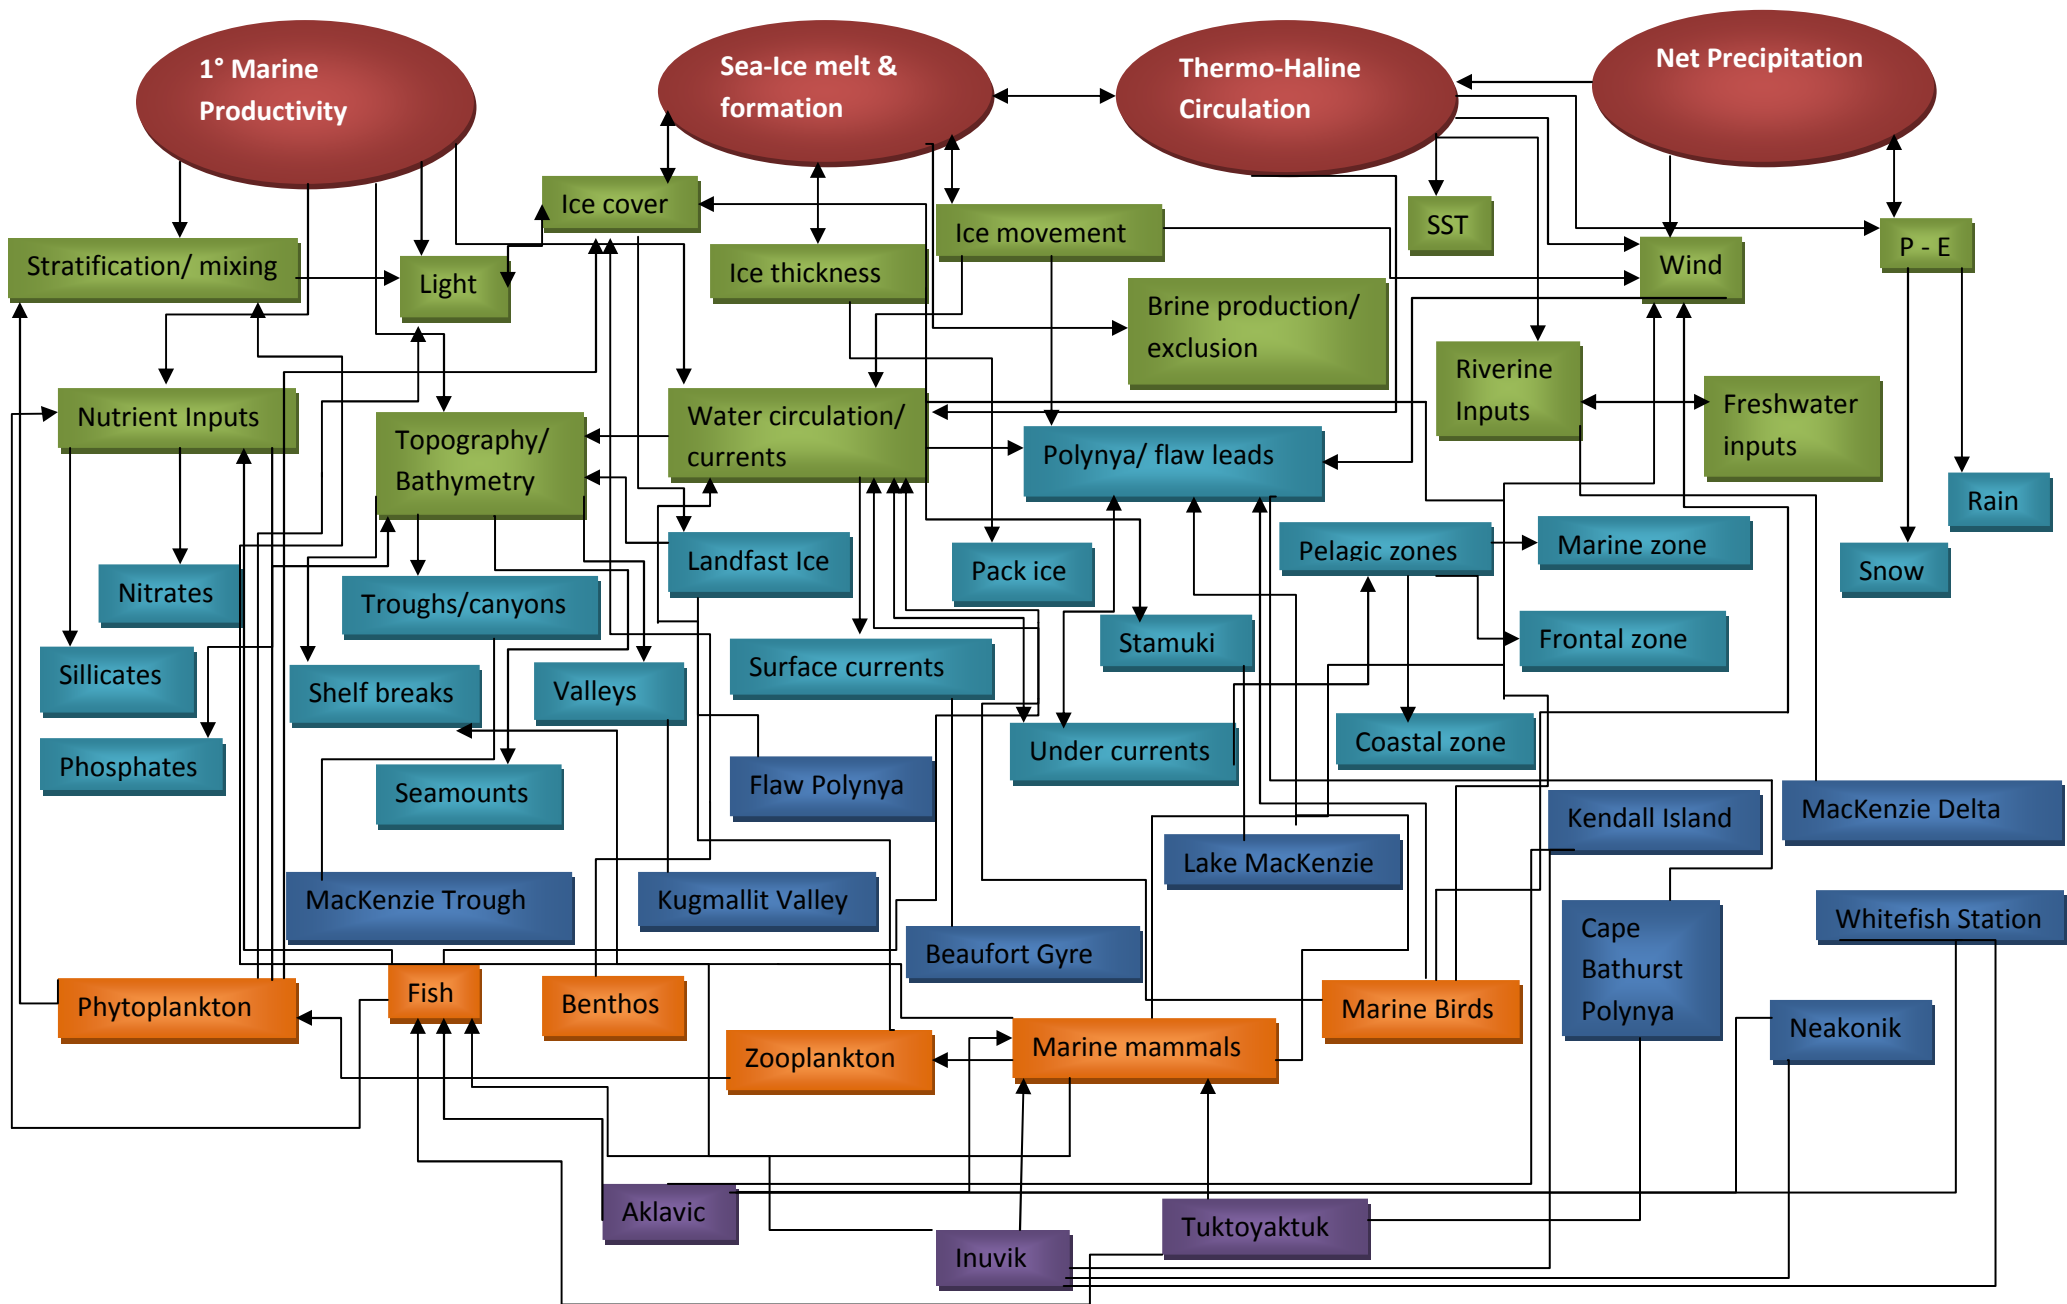 1° Marine
Productivity
Sea-Ice melt &
formation
Thermo-Haline
Circulation
Net Precipitation
Ice cover
Ice movement
SST
Stratification/ mixing
Light
Ice thickness
Wind
P - E
Brine production/
exclusion
Riverine
Inputs
Freshwater
inputs
Nutrient Inputs
Topography/
Bathymetry
Water circulation/
currents
Polynya/ flaw leads
Rain
Nitrates
Troughs/canyons
Landfast Ice
Pack ice
Pelagic zones
Marine zone
Snow
Sillicates
Shelf breaks
Valleys
Surface currents
Stamuki
Frontal zone
Phosphates
Seamounts
Flaw Polynya
Under currents
Coastal zone
Kendall Island
MacKenzie Delta
MacKenzie Trough
Kugmallit Valley
Lake MacKenzie
Beaufort Gyre
Cape
Bathurst
Polynya
Whitefish Station
Phytoplankton
Fish
Benthos
Zooplankton
Marine mammals
Marine Birds
Neakonik
Aklavic
Inuvik
Tuktoyaktuk